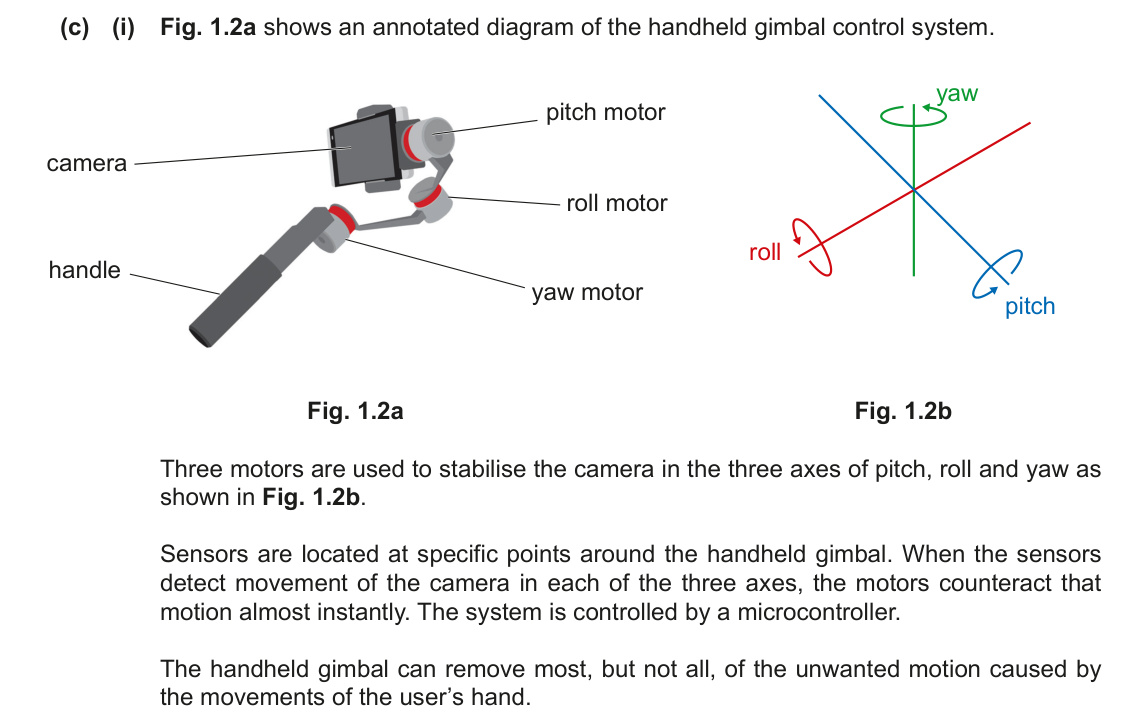 (c) (i) Fig. 1.2a shows an annotated diagram of the handheld gimbal control system.
pitch motor
camera
roll motor
handle
yaw motor
yaw
roll
pitch
Fig. 1.2a
Fig. 1.2b
Three motors are used to stabilise the camera in the three axes of pitch, roll and yaw as
shown in Fig. 1.2b.
Sensors are located at specific points around the handheld gimbal. When the sensors
detect movement of the camera in each of the three axes, the motors counteract that
motion almost instantly. The system is controlled by a microcontroller.
The handheld gimbal can remove most, but not all, of the unwanted motion caused by
the movements of the user’s hand.